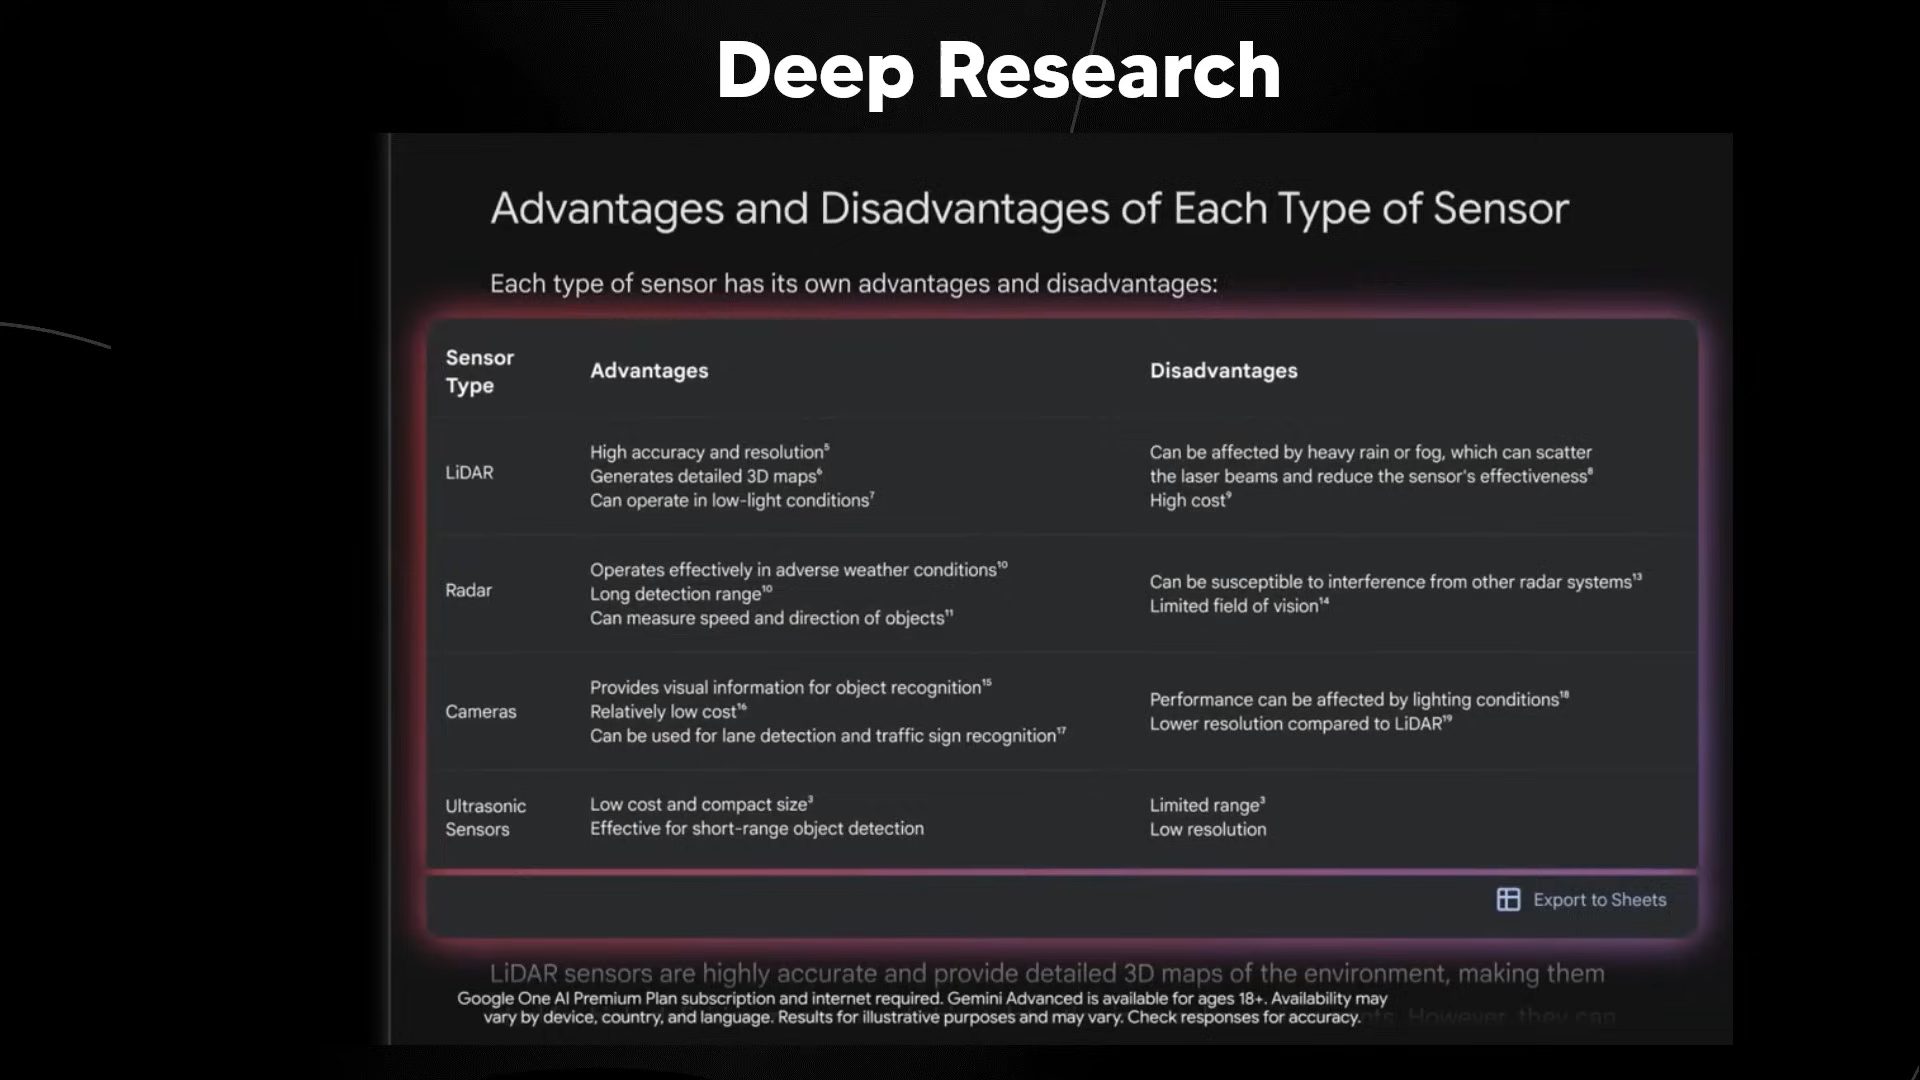 Deep Research
Advantages and Disadvantages of Each Type of Sensor
Each type of sensor has its own advantages and disadvantages:
Sensor
Type
Advantages
Disadvantages
LiDAR
High accuracy and resolution⁵
Generates detailed 3D maps⁶
Can operate in low-light conditions⁷
Can be affected by heavy rain or fog, which can scatter
the laser beams and reduce the sensor's effectiveness⁸
High cost⁹
Radar
Operates effectively in adverse weather conditions¹⁰
Long detection range¹⁰
Can measure speed and direction of objects¹¹
Can be susceptible to interference from other radar systems¹³
Limited field of vision¹⁴
Cameras
Provides visual information for object recognition¹⁵
Relatively low cost¹⁶
Can be used for lane detection and traffic sign recognition¹⁷
Performance can be affected by lighting conditions¹⁸
Lower resolution compared to LiDAR¹⁹
Ultrasonic
Sensors
Low cost and compact size³
Effective for short-range object detection
Limited range³
Low resolution
Export to Sheets
LiDAR sensors are highly accurate and provide detailed 3D maps of the environment, making them
Google One AI Premium Plan subscription and internet required. Gemini Advanced is available for ages 18+. Availability may
vary by device, country, and language. Results for illustrative purposes and may vary. Check responses for accuracy.
However, they can